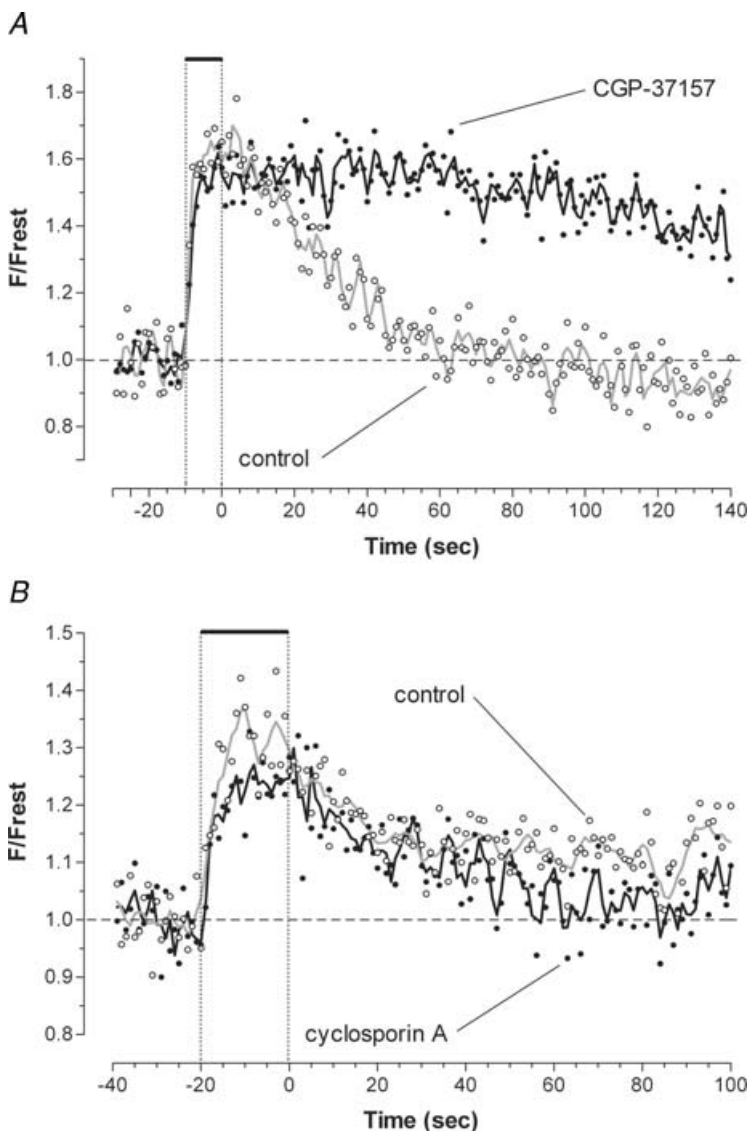 A
1.8
CGP-37157
1.6
1.4
F/Frest
1.2
1.0
0.8
control
-20 0 20 40 60 80 100 120 140
Time (sec)
B
1.5
1.4
control
1.3
F/Frest
1.2
1.1
1.0
0.9
cyclosporin A
0.8
-40 -20 0 20 40 60 80 100
Time (sec)